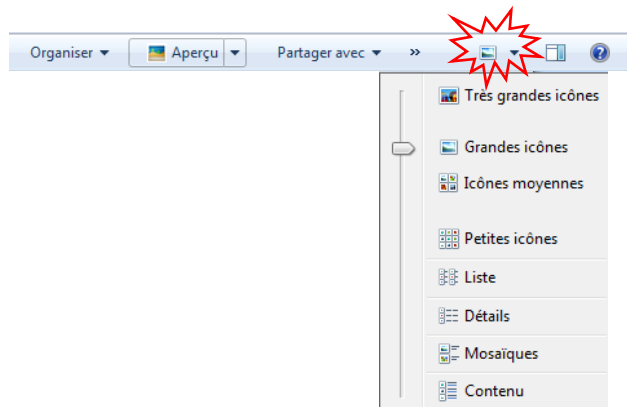 Organiser Aperçu Partager avec »
Très grandes icônes
Grandes icônes
Icônes moyennes
Petites icônes
Liste
Détails
Mosaïques
Contenu